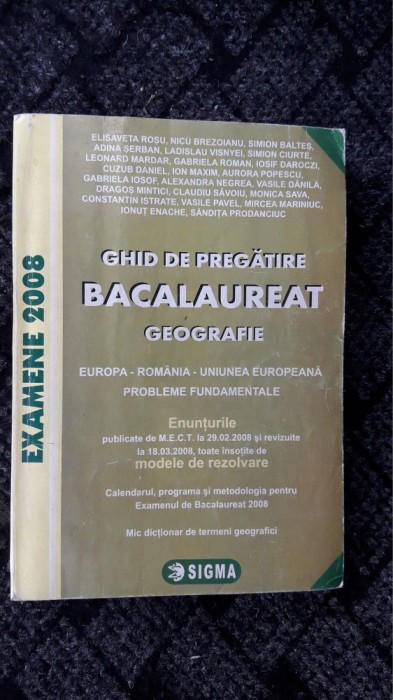 ELISAVETA ROȘU, NICU BREZOIANU, SIMION BALTEȘ,
ADINA ȘERBAN, LADISLAU VISNYEI, SIMION CIURTE,
LEONARD MARDAR, GABRIELA ROMAN, IOSIF DAROCZI,
CUZUB DANIEL, ION MAXIM, AURORA POPESCU,
GABRIELA IOSOF, ALEXANDRA NEGREA, VASILE DĂNILĂ,
DRAGOȘ MINTICI, CLAUDIU SĂVOIU, MONICA SAVA,
CONSTANTIN ISTRATE, VASILE PAVEL, MIRCEA MARINIUC,
IONUȚ ENACHE, SĂNDIȚA PRODANCIUC
GHID DE PREGĂTIRE
BACALAUREAT
GEOGRAFIE
EUROPA - ROMÂNIA - UNIUNEA EUROPEANĂ
PROBLEME FUNDAMENTALE
Enunțurile
publicate de M.E.C.T. la 29.02.2008 și revizuite
la 18.03.2008, toate însoțite de
modele de rezolvare
Calendarul, programa și metodologia pentru
Examenul de Bacalaureat 2008
Mic dicționar de termeni geografici
SIGMA
EXAMENE 2008